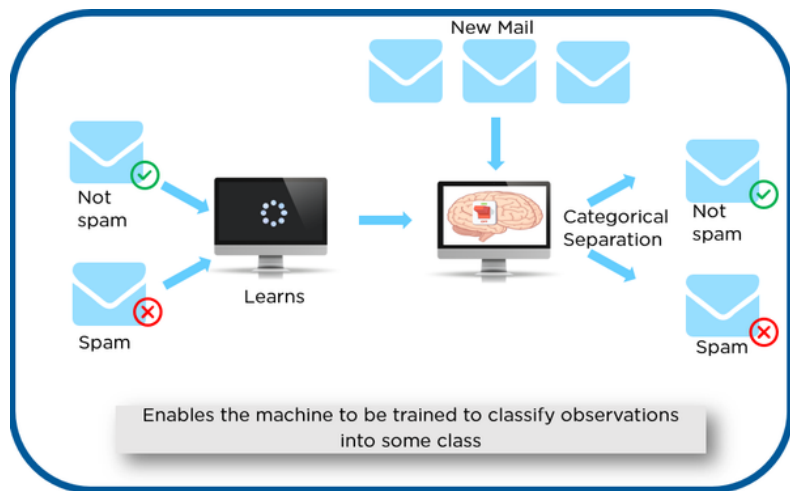 New Mail
Not
spam
Spam
Learns
Categorical
Separation
Not
spam
Spam
Enables the machine to be trained to classify observations
into some class